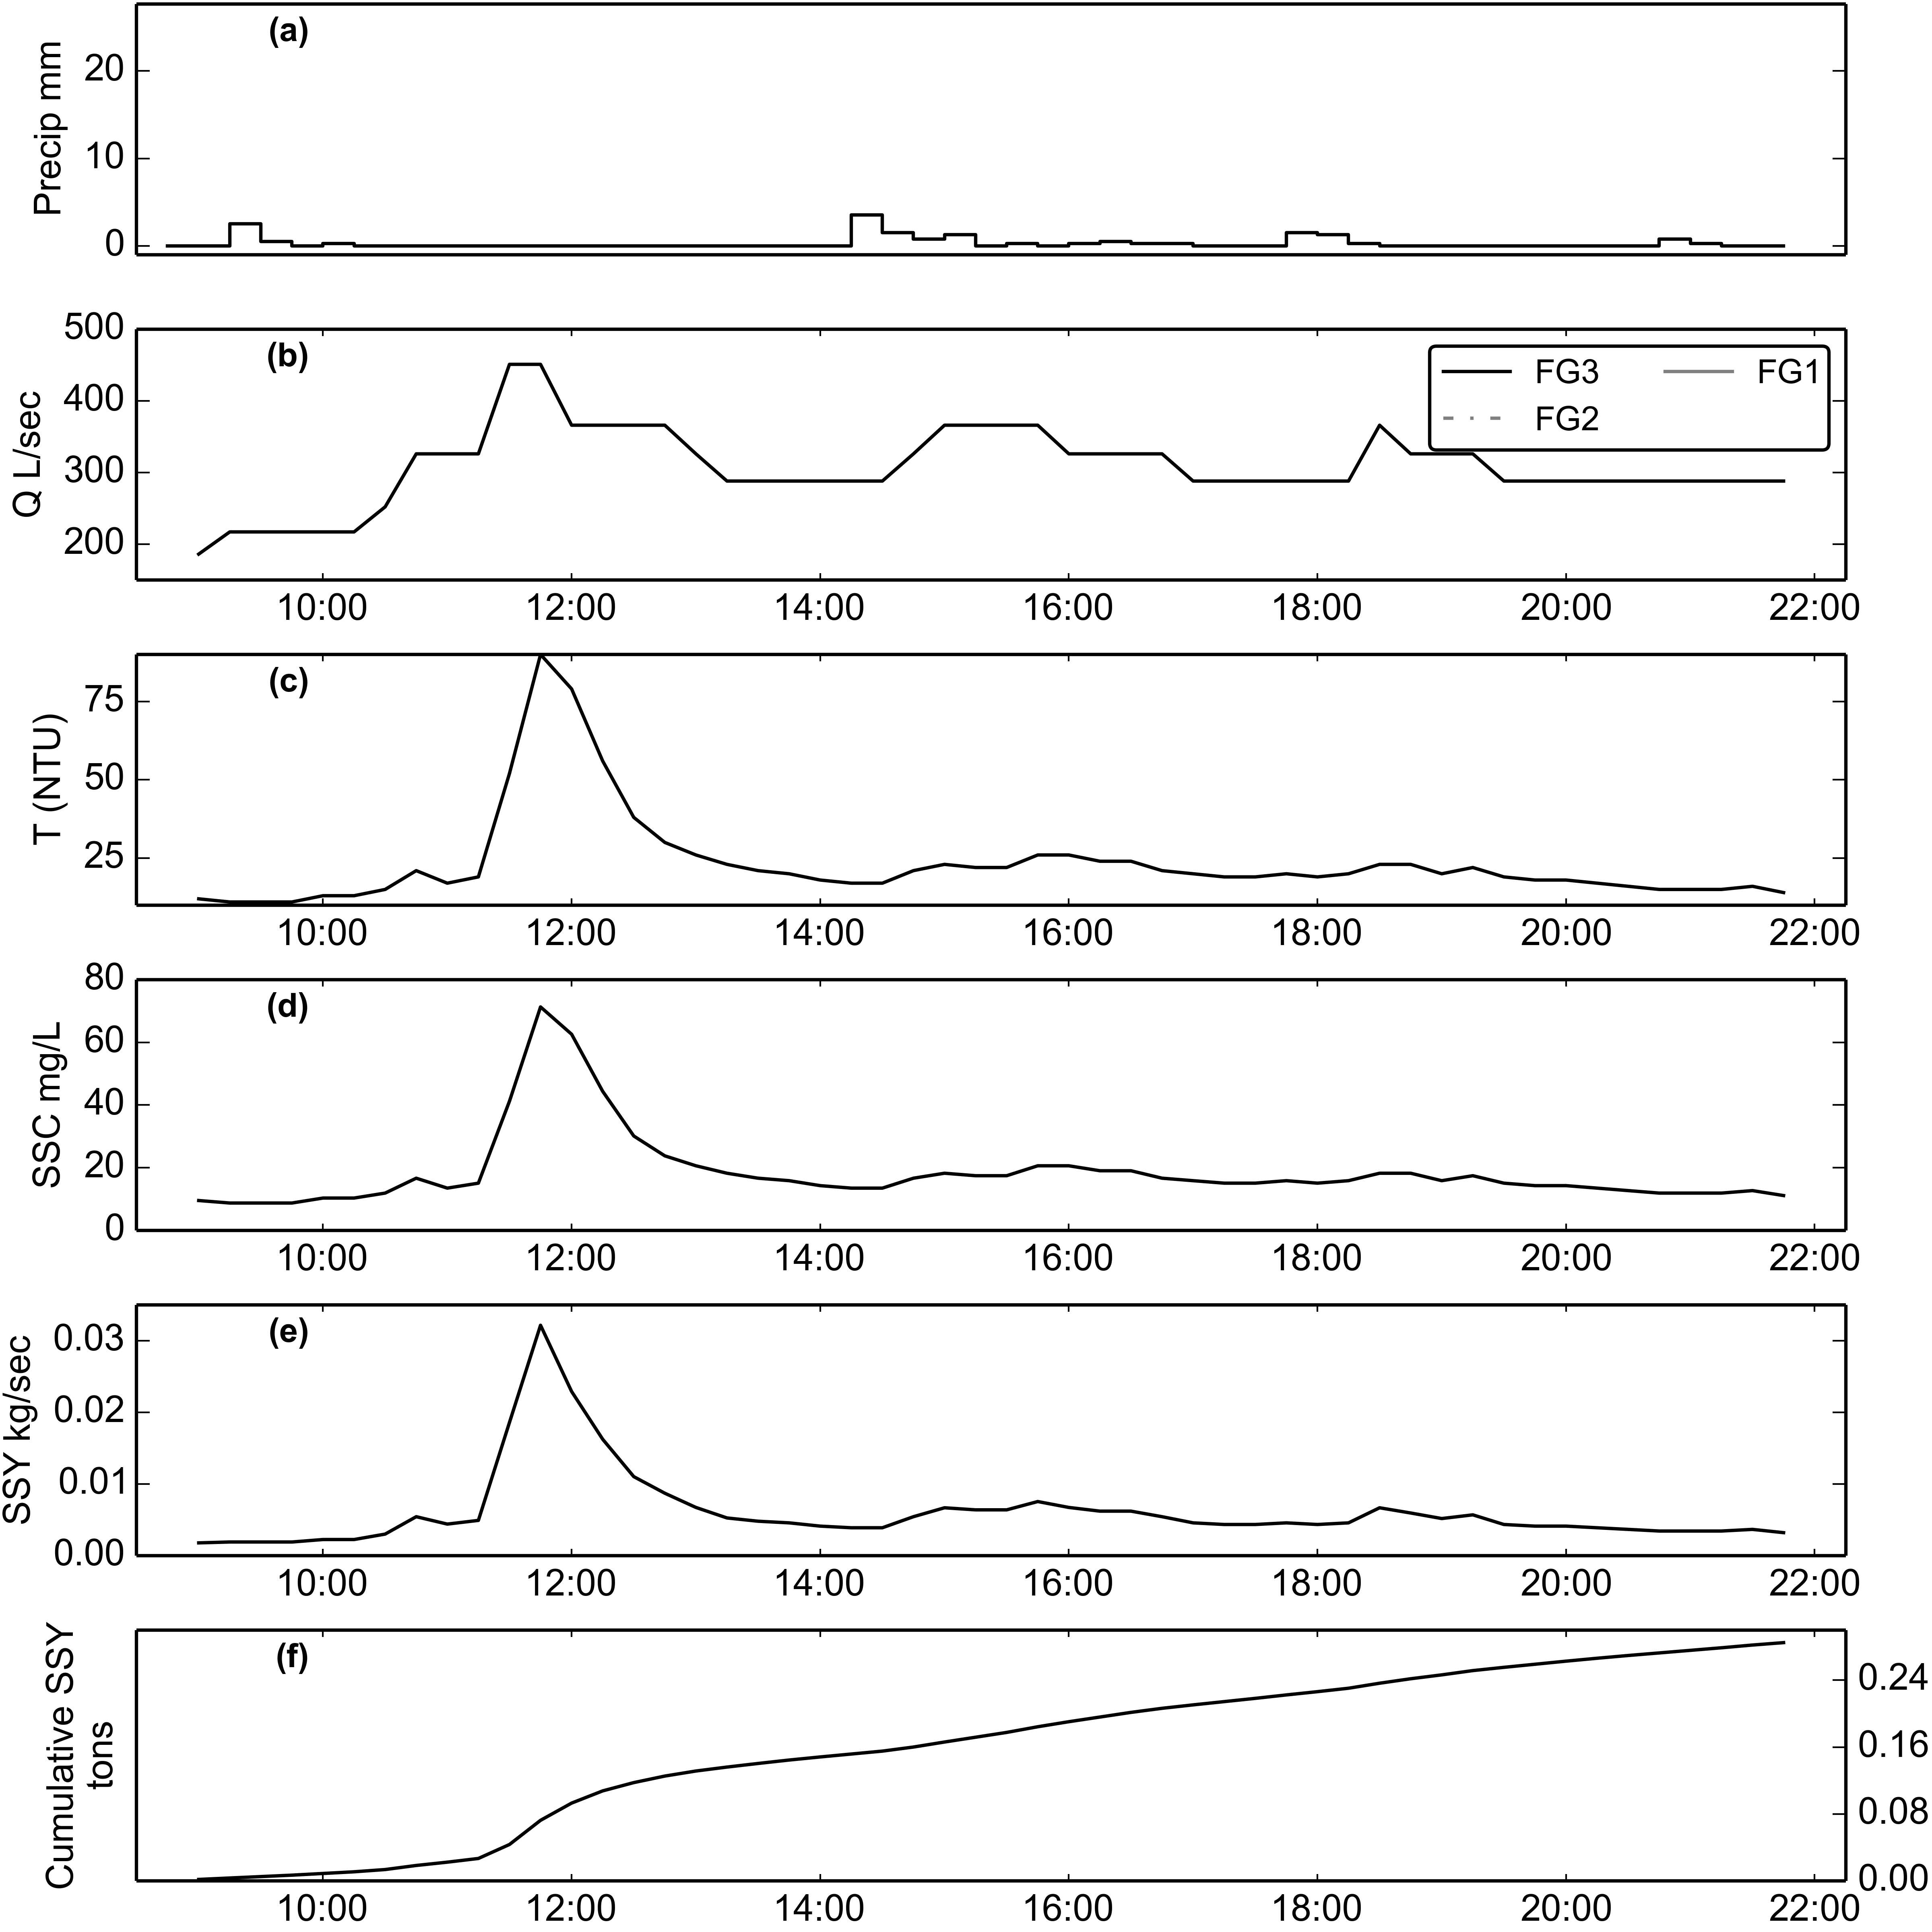 (a)
Precip mm
20
10
0
(b)
Q L/sec
500
400
300
200
FG3 FG1
FG2
10:00 12:00 14:00 16:00 18:00 20:00 22:00
(c)
T (NTU)
75
50
25
10:00 12:00 14:00 16:00 18:00 20:00 22:00
(d)
SSC mg/L
80
60
40
20
0
10:00 12:00 14:00 16:00 18:00 20:00 22:00
(e)
SSY kg/sec
0.03
0.02
0.01
0.00
10:00 12:00 14:00 16:00 18:00 20:00 22:00
(f)
Cumulative SSY
tons
0.24
0.16
0.08
0.00
10:00 12:00 14:00 16:00 18:00 20:00 22:00